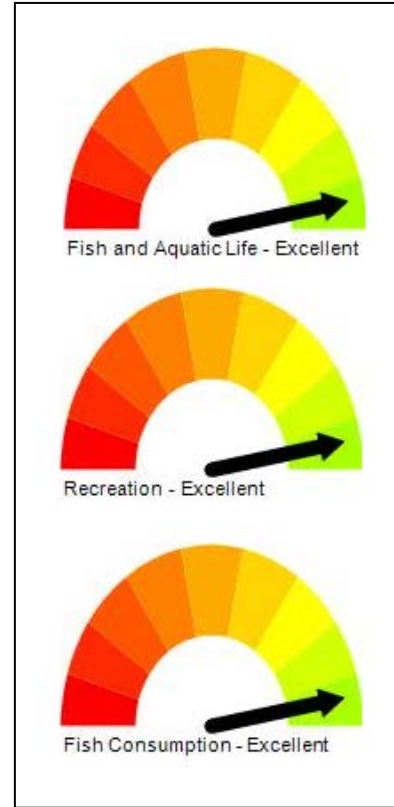 Fish and Aquatic Life - Excellent
Recreation - Excellent
Fish Consumption - Excellent